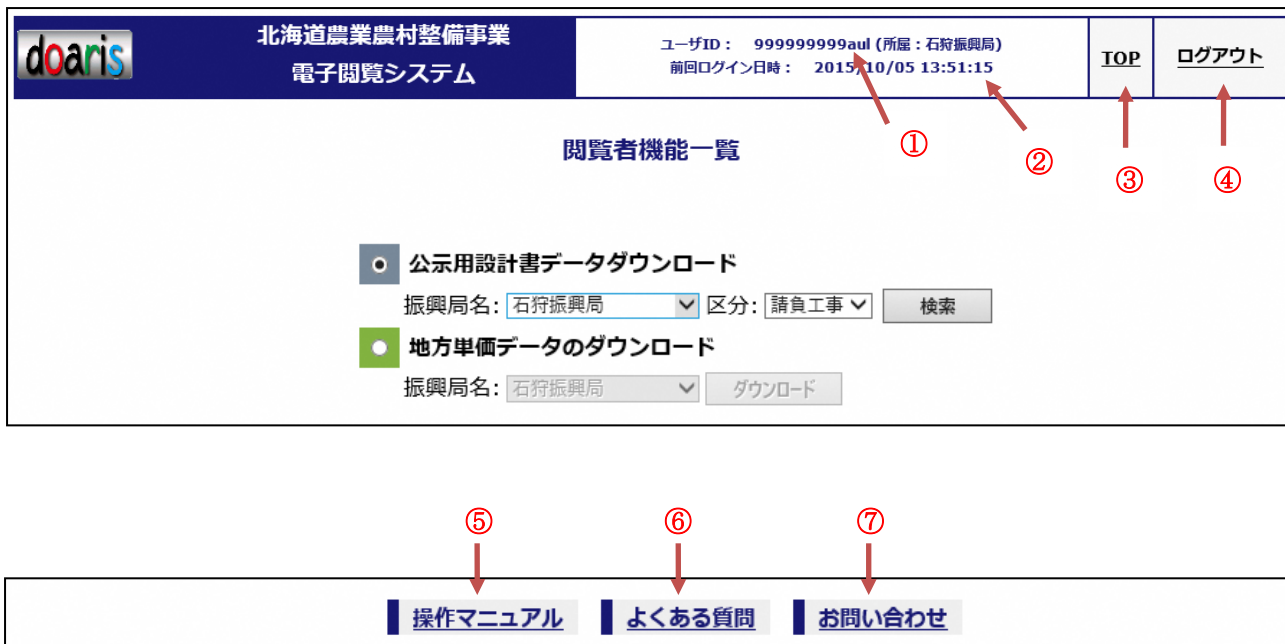 doaris
北海道農業農村整備事業
電子閲覧システム
ユーザID： 999999999aul (所属：石狩振興局)
前回ログイン日時： 2015/10/05 13:51:15
TOP
ログアウト
① ② ③ ④
閲覧者機能一覧
公示用設計書データダウンロード
振興局名: 石狩振興局 区分: 請負工事 検索
地方単価データのダウンロード
振興局名: 石狩振興局 ダウンロード
⑤ ⑥ ⑦
操作マニュアル よくある質問 お問い合わせ